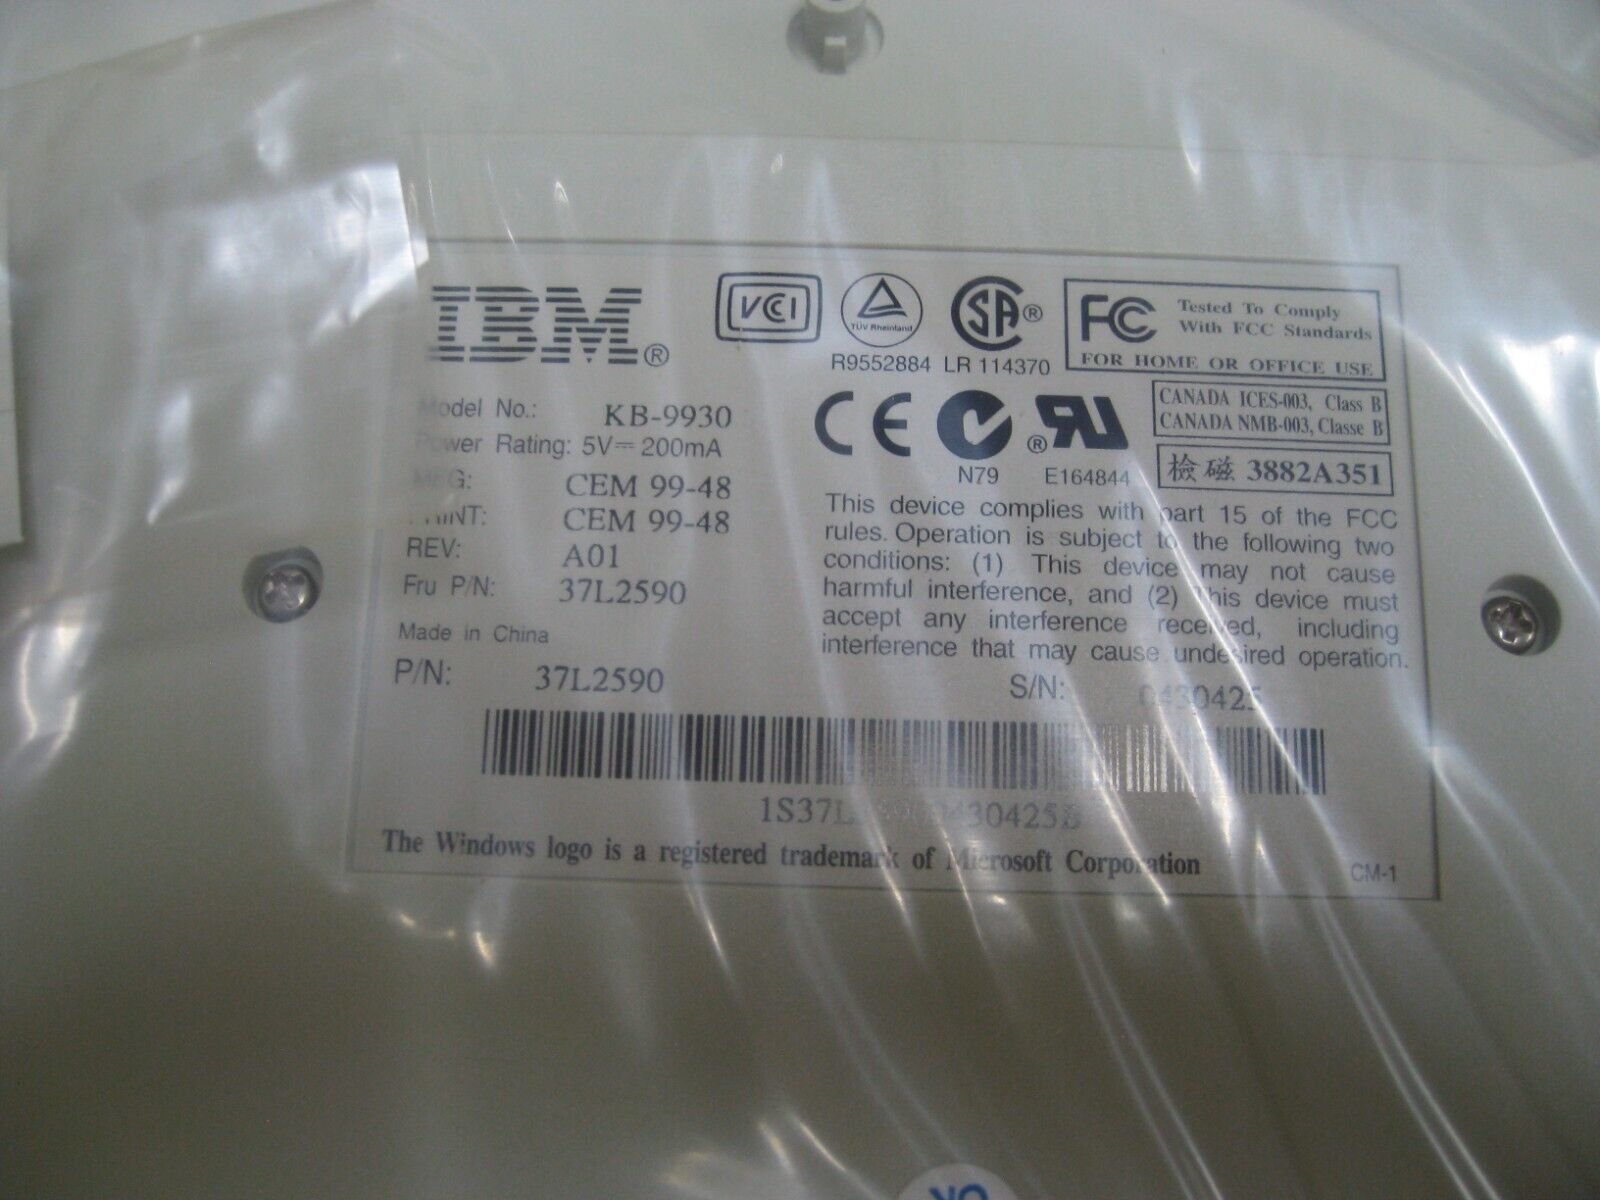 IBM®
VCI
TÜV Rheinland
R9552884
SA®
LR 114370
FC Tested To Comply
With FCC Standards
FOR HOME OR OFFICE USE
Model No.: KB-9930
Power Rating: 5V⎓200mA
MFG: CEM 99-48
PRINT: CEM 99-48
REV: A01
Fru P/N: 37L2590
Made in China
P/N: 37L2590
CE
N79
® UL
E164844
CANADA ICES-003, Class B
CANADA NMB-003, Classe B
檢磁 3882A351
This device complies with part 15 of the FCC
rules. Operation is subject to the following two
conditions: (1) This device may not cause
harmful interference, and (2) This device must
accept any interference received, including
interference that may cause undesired operation.
S/N: 0430425
The Windows logo is a registered trademark of Microsoft Corporation
CM-1